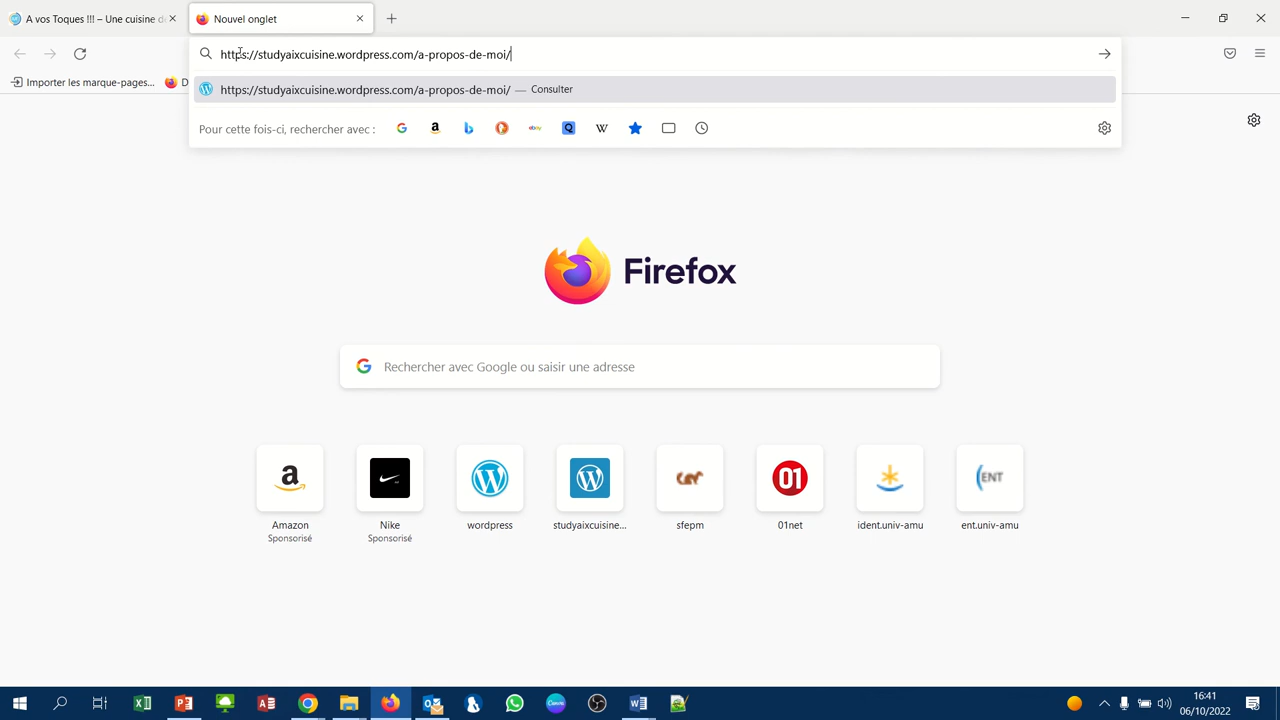 A vos Toques !!! – Une cuisine d
Nouvel onglet
https://studyaixcuisine.wordpress.com/a-propos-de-moi/
Importer les marque-pages... D
https://studyaixcuisine.wordpress.com/a-propos-de-moi/ — Consulter
Pour cette fois-ci, rechercher avec :
Firefox
Rechercher avec Google ou saisir une adresse
Amazon
Sponsorisé
Nike
Sponsorisé
wordpress
studyaixcuisine...
sfepm
01
01net
ident.univ-amu
ENT
ent.univ-amu
16:41
06/10/2022